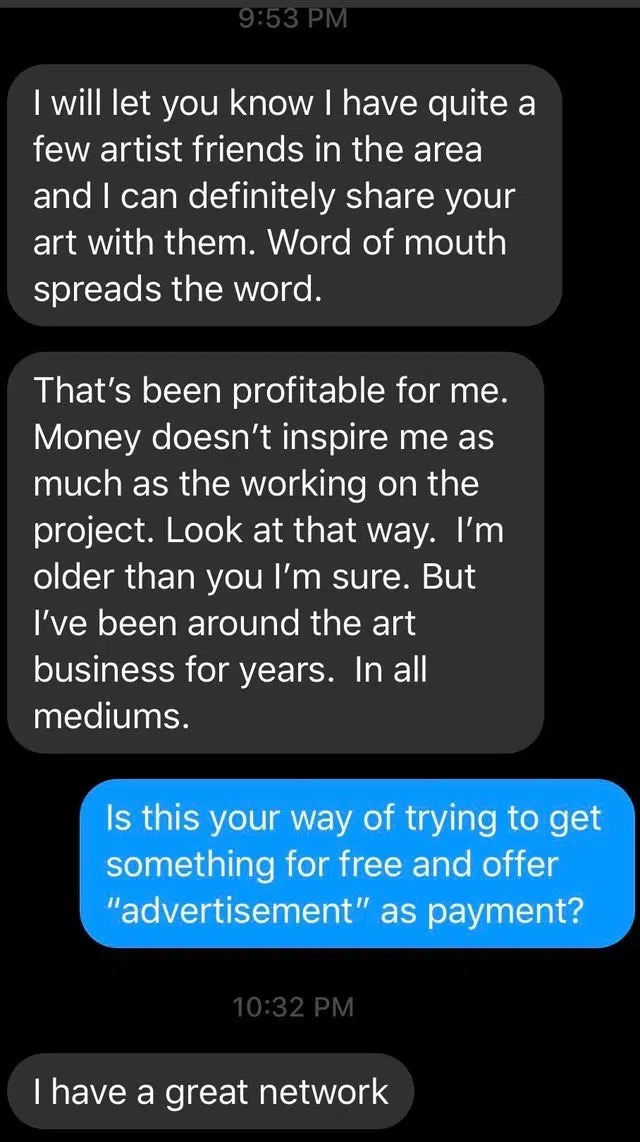 9:53 PM
I will let you know I have quite a
few artist friends in the area
and I can definitely share your
art with them. Word of mouth
spreads the word.
That’s been profitable for me.
Money doesn’t inspire me as
much as the working on the
project. Look at that way.  I’m
older than you I’m sure. But
I’ve been around the art
business for years.  In all
mediums.
Is this your way of trying to get
something for free and offer
“advertisement” as payment?
10:32 PM
I have a great network